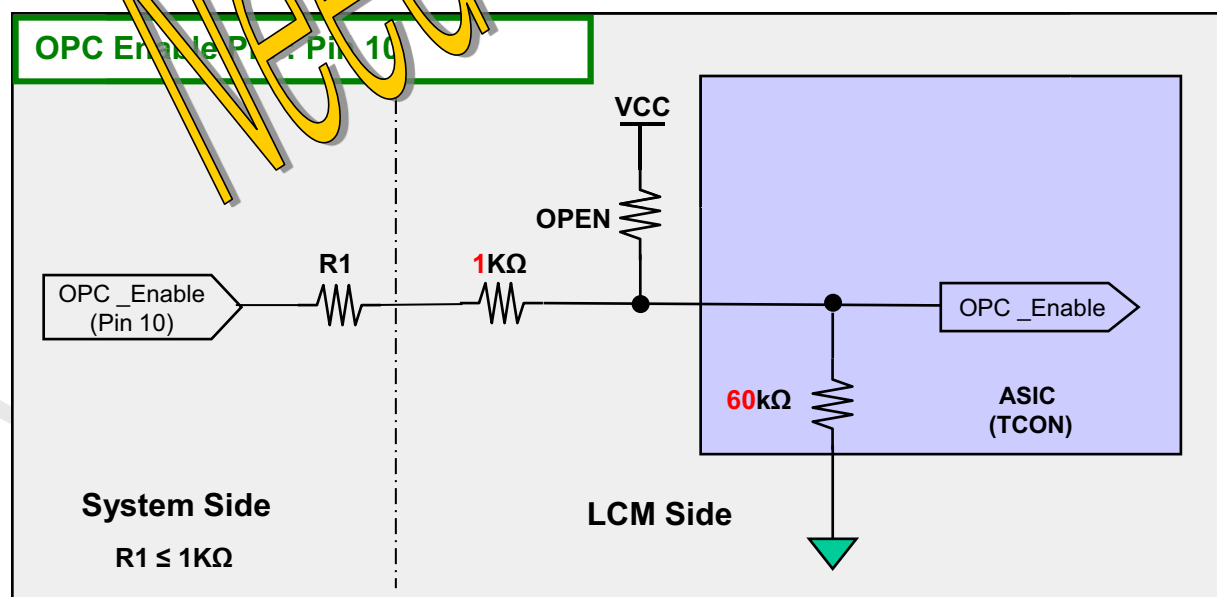 OPC Enable Pin : Pin 10
VCC
OPEN
R1
1KΩ
OPC _Enable
(Pin 10)
OPC _Enable
60kΩ
ASIC
(TCON)
System Side
LCM Side
R1 ≤ 1KΩ